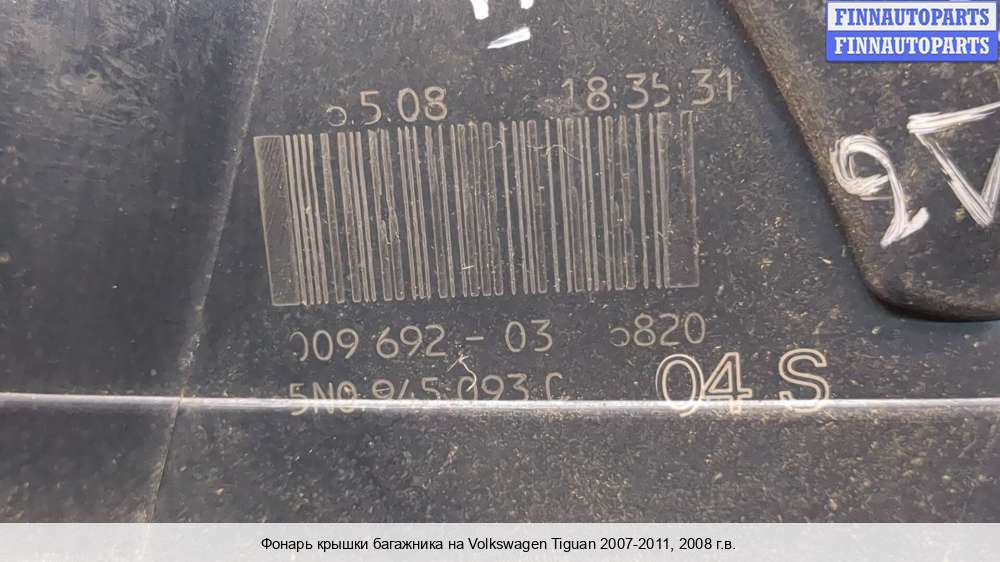 FINNAUTOPARTS
FINNAUTOPARTS
5.08 18:35:31
009 692 - 03 6820
5N0 945 093 C 04 S
Фонарь крышки багажника на Volkswagen Tiguan 2007-2011, 2008 г.в.